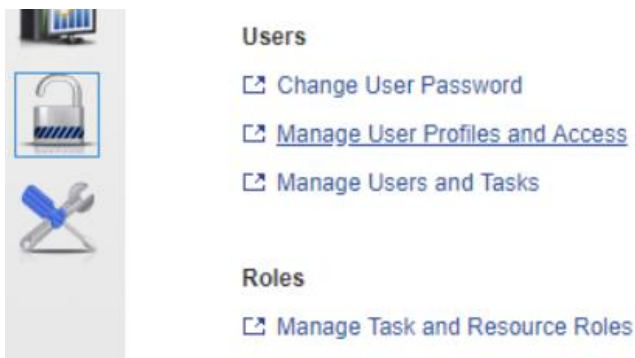 Users
Change User Password
Manage User Profiles and Access
Manage Users and Tasks
Roles
Manage Task and Resource Roles